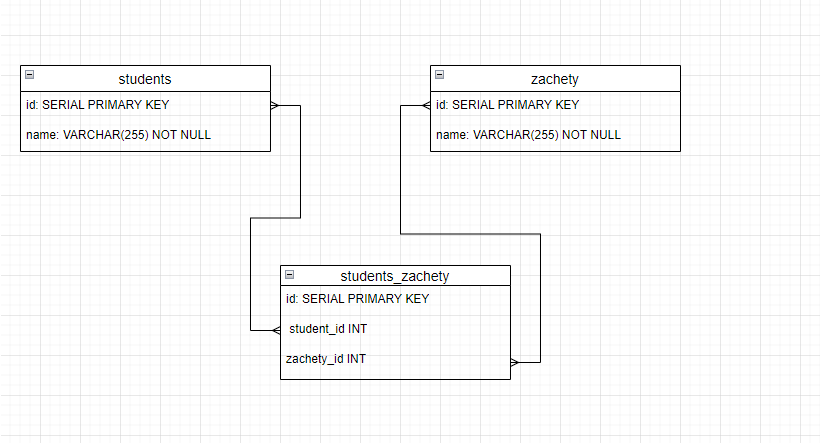 students
id: SERIAL PRIMARY KEY
name: VARCHAR(255) NOT NULL
zachety
id: SERIAL PRIMARY KEY
name: VARCHAR(255) NOT NULL
students_zachety
id: SERIAL PRIMARY KEY
student_id INT
zachety_id INT